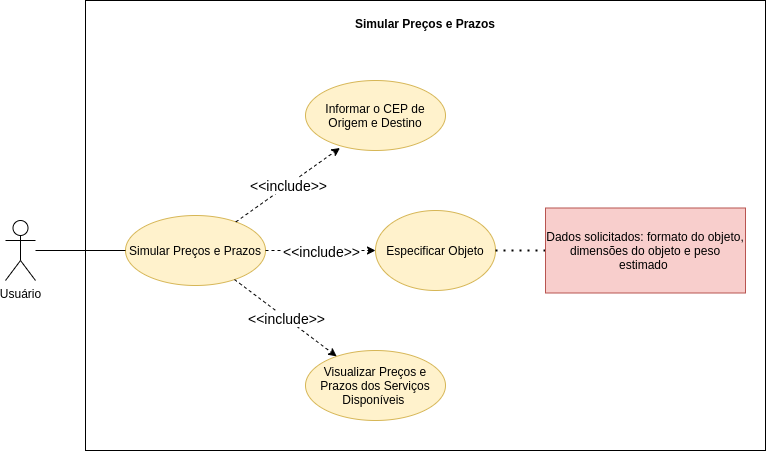 Simular Preços e Prazos
Informar o CEP de
Origem e Destino
<<include>>
Simular Preços e Prazos
<<include>>
Especificar Objeto
Dados solicitados: formato do objeto,
dimensões do objeto e peso
estimado
Usuário
<<include>>
Visualizar Preços e
Prazos dos Serviços
Disponíveis